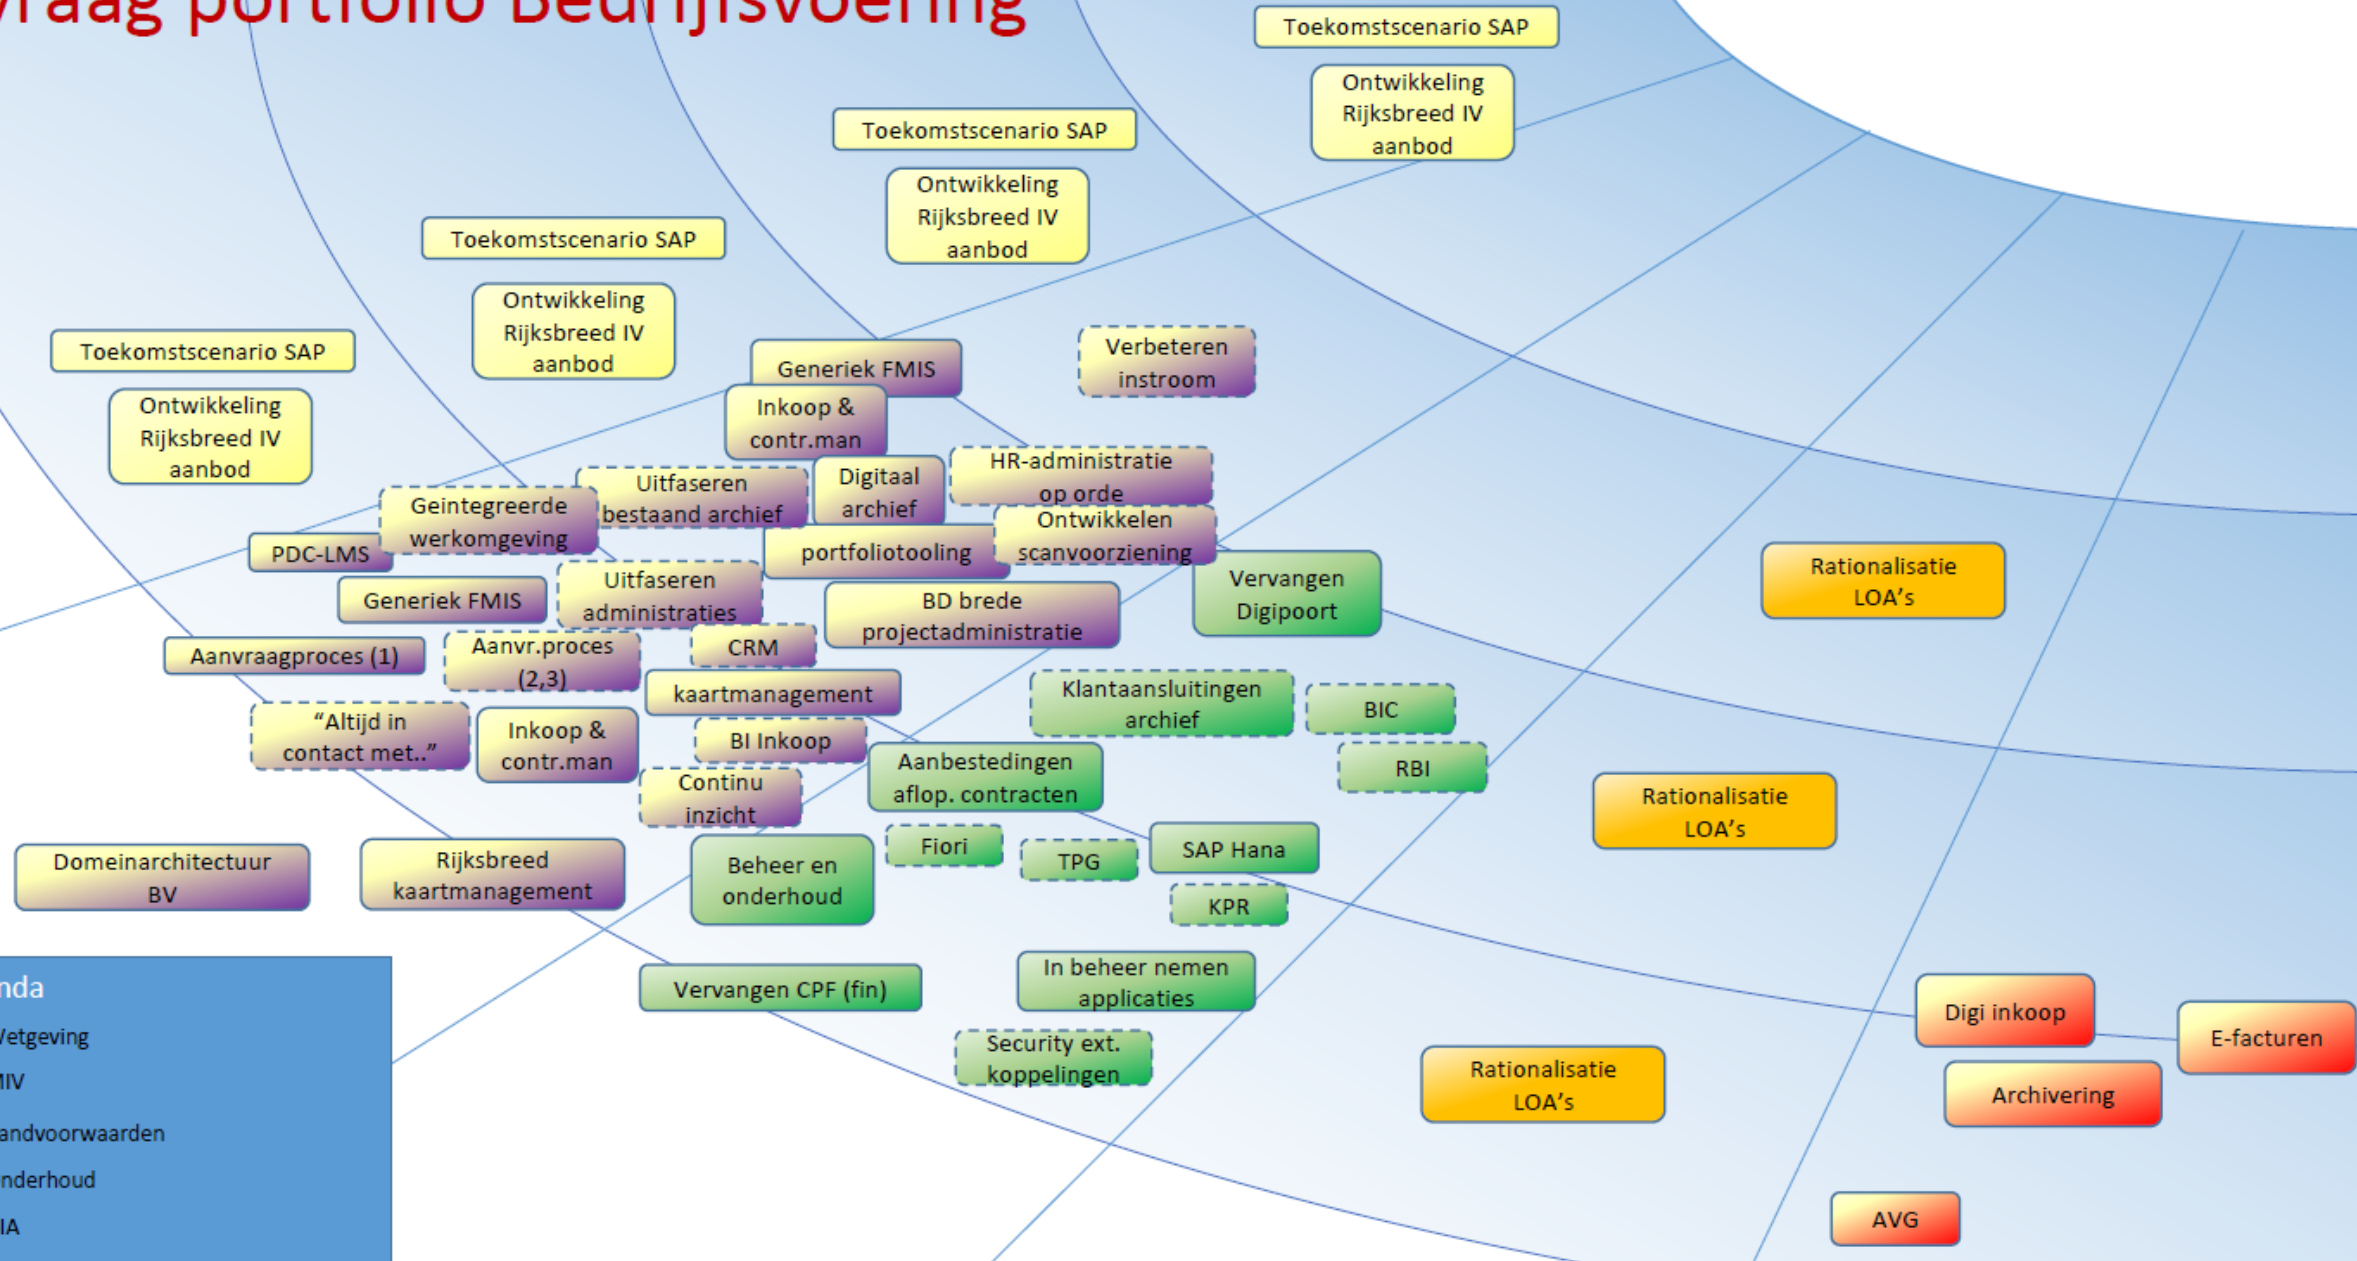 vraag portfolio Bedrijfsvoering
Toekomstscenario SAP
Ontwikkeling
Rijksbreed IV
aanbod
Toekomstscenario SAP
Ontwikkeling
Rijksbreed IV
aanbod
Toekomstscenario SAP
Ontwikkeling
Rijksbreed IV
aanbod
Toekomstscenario SAP
Ontwikkeling
Rijksbreed IV
aanbod
Generiek FMIS
Verbeteren
instroom
Inkoop &
contr.man
HR-administratie
op orde
Uitfaseren
bestaand archief
Digitaal
archief
Geintegreerde
werkomgeving
Ontwikkelen
scanvoorziening
PDC-LMS
portfoliotooling
Vervangen
Digipoort
Rationalisatie
LOA's
Generiek FMIS
Uitfaseren
administraties
BD brede
projectadministratie
Aanvraagproces (1)
Aanvr.proces
(2,3)
CRM
kaartmanagement
Klantaansluitingen
archief
BIC
"Altijd in
contact met.."
Inkoop &
contr.man
BI Inkoop
Aanbestedingen
aflop. contracten
RBI
Continu
inzicht
Rationalisatie
LOA's
Domeinarchitectuur
BV
Rijksbreed
kaartmanagement
Beheer en
onderhoud
Fiori
TPG
SAP Hana
KPR
Vervangen CPF (fin)
In beheer nemen
applicaties
Security ext.
koppelingen
Rationalisatie
LOA's
Digi inkoop
E-facturen
Archivering
AVG
nda
Wetgeving
MIV
andvoorwaarden
nderhoud
IA